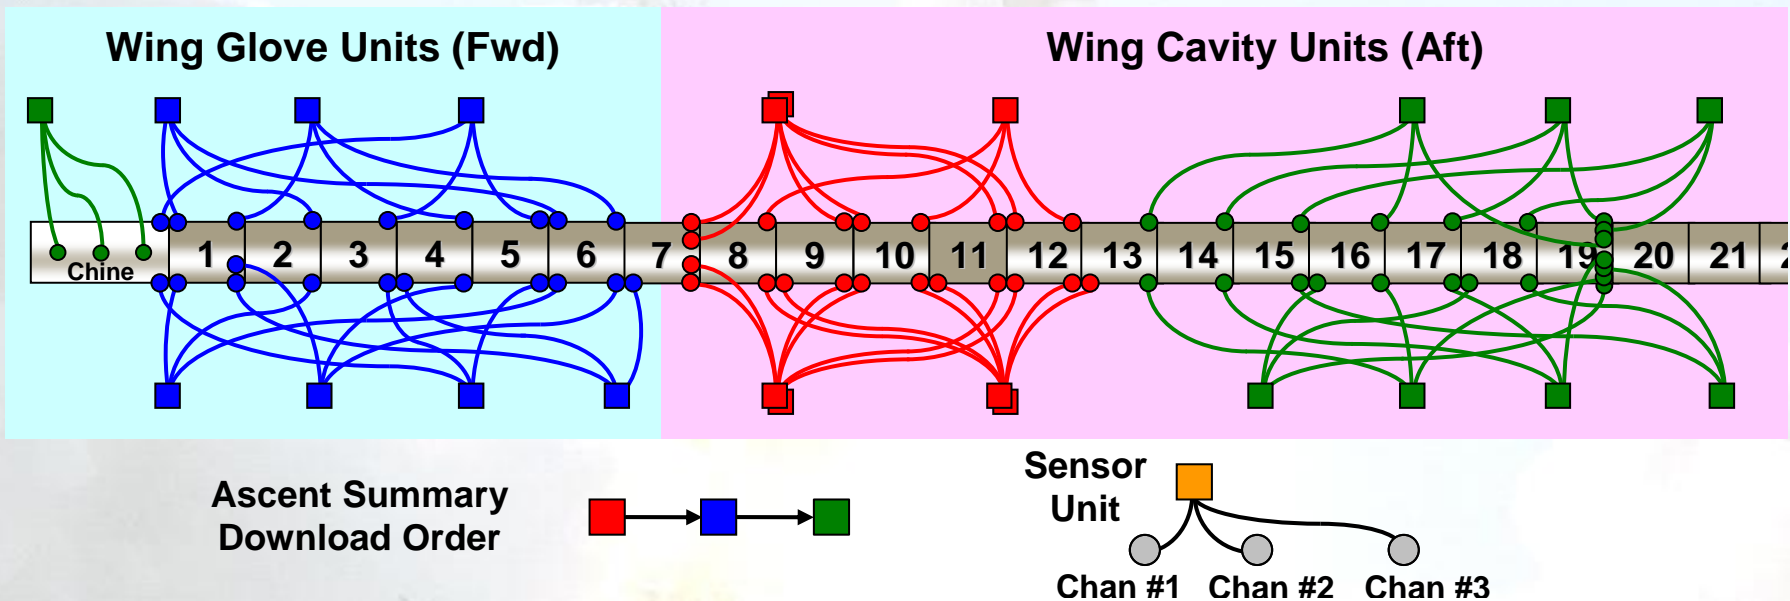 Wing Glove Units (Fwd)
Wing Cavity Units (Aft)
Chine
1 2 3 4 5 6 7 8 9 10 11 12 13 14 15 16 17 18 19 20 21 2
Ascent Summary
Download Order
Sensor
Unit
Chan #1 Chan #2 Chan #3